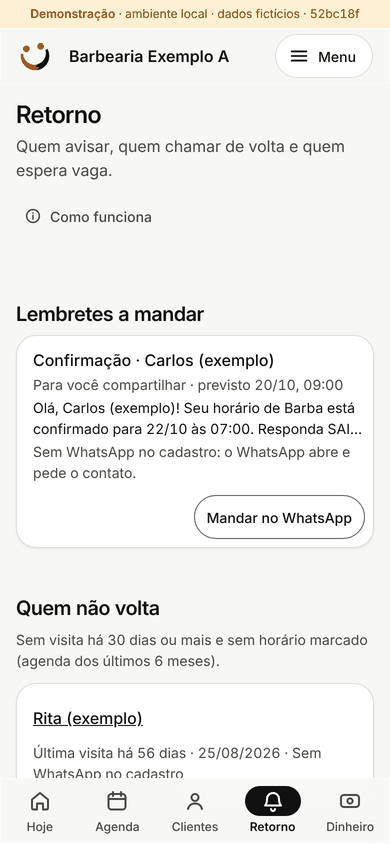 Demonstração · ambiente local · dados fictícios · 52bc18f
Barbearia Exemplo A
Menu
Retorno
Quem avisar, quem chamar de volta e quem
espera vaga.
Como funciona
Lembretes a mandar
Confirmação · Carlos (exemplo)
Para você compartilhar · previsto 20/10, 09:00
Olá, Carlos (exemplo)! Seu horário de Barba está
confirmado para 22/10 às 07:00. Responda SAI...
Sem WhatsApp no cadastro: o WhatsApp abre e
pede o contato.
Mandar no WhatsApp
Quem não volta
Sem visita há 30 dias ou mais e sem horário marcado
(agenda dos últimos 6 meses).
Rita (exemplo)
Última visita há 56 dias · 25/08/2026 · Sem
WhatsApp no cadastro
Hoje
Agenda
Clientes
Retorno
Dinheiro